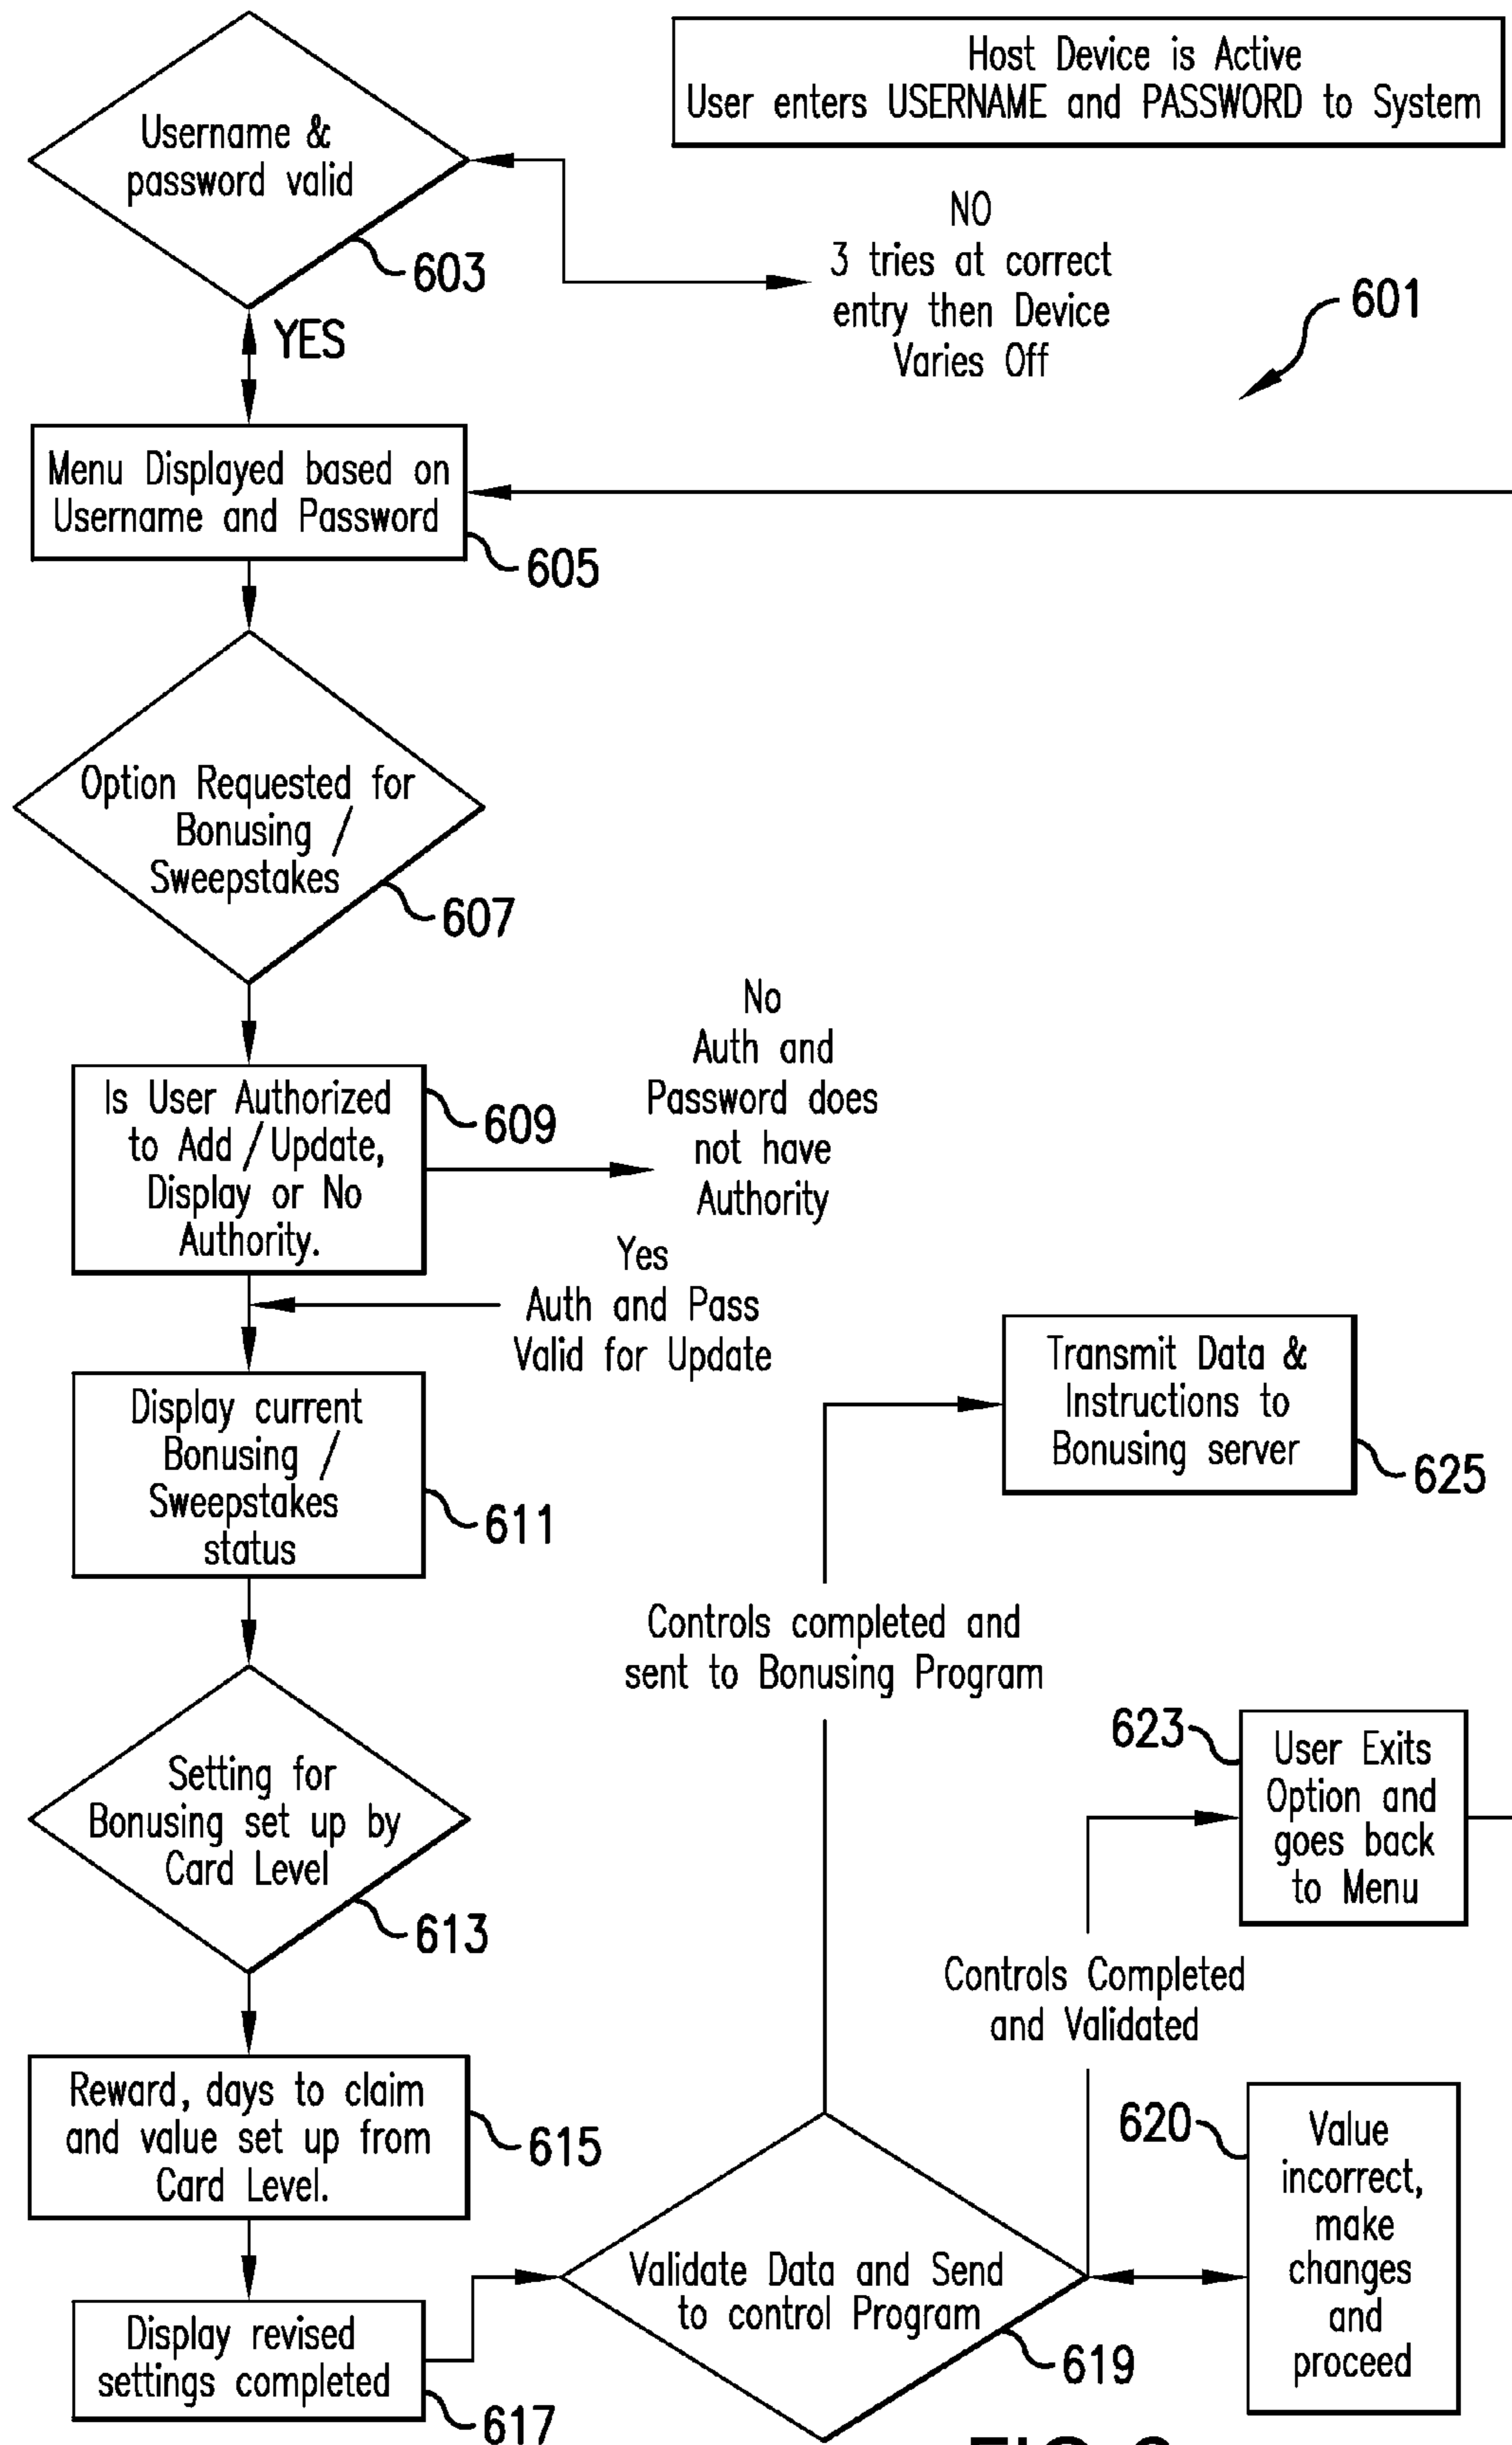 Host Device is Active
User enters USERNAME and PASSWORD to System
Username &
password valid
603
NO
3 tries at correct
entry then Device
Varies Off
601
YES
Menu Displayed based on
Username and Password
605
Option Requested for
Bonusing /
Sweepstakes
607
Is User Authorized
to Add / Update,
Display or No
Authority.
609
No
Auth and
Password does
not have
Authority
Yes
Auth and Pass
Valid for Update
Display current
Bonusing /
Sweepstakes
status
611
Transmit Data &
Instructions to
Bonusing server
625
Controls completed and
sent to Bonusing Program
Setting for
Bonusing set up by
Card Level
613
623
User Exits
Option and
goes back
to Menu
Controls Completed
and Validated
Reward, days to claim
and value set up from
Card Level.
615
620
Value
incorrect,
make
changes
and
proceed
Validate Data and Send
to control Program
619
Display revised
settings completed
617